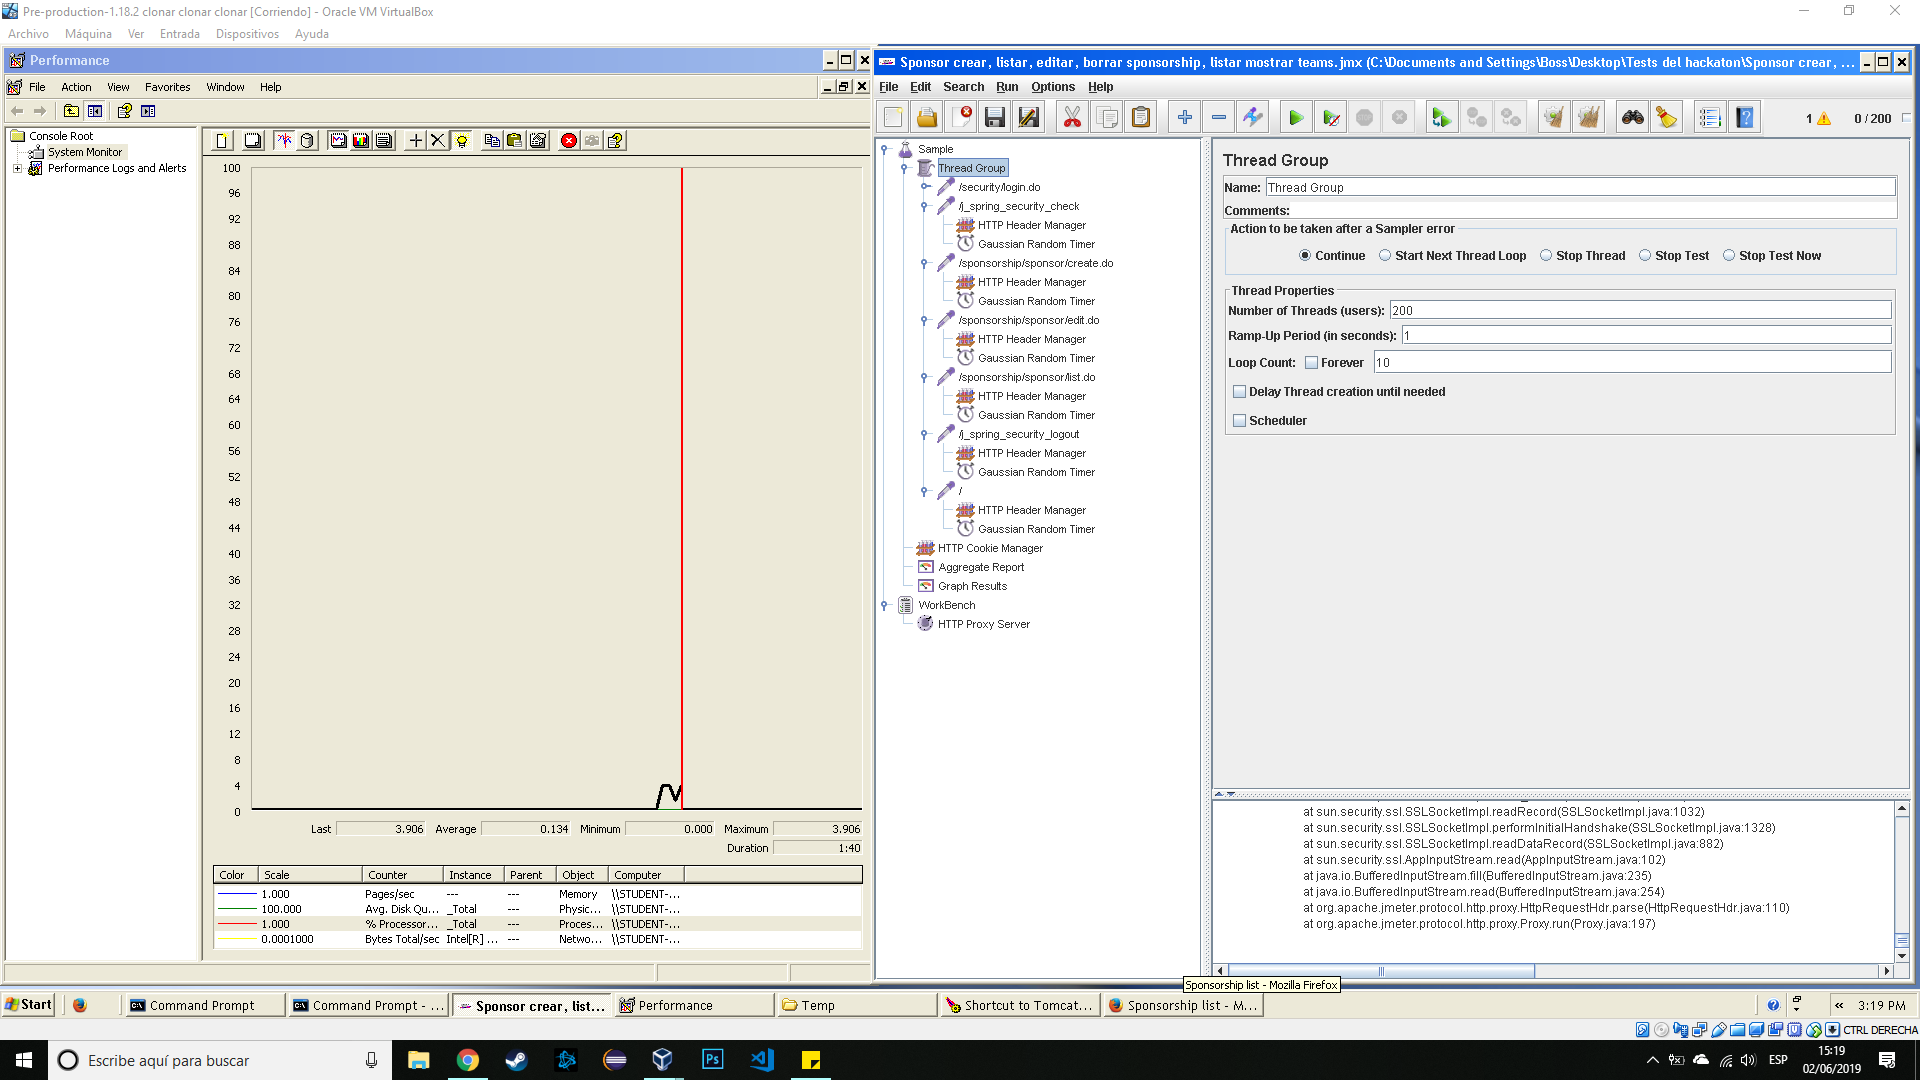 Pre-production-1.18.2 clonar clonar clonar [Corriendo] - Oracle VM VirtualBox
Archivo Máquina Ver Entrada Dispositivos Ayuda
Performance
File Action View Favorites Window Help
Console Root
System Monitor
Performance Logs and Alerts
100
96
92
88
84
80
76
72
68
64
60
56
52
48
44
40
36
32
28
24
20
16
12
8
4
0
Last 3.906 Average 0.134 Minimum 0.000 Maximum 3.906
Duration 1:40
Color Scale Counter Instance Parent Object Computer
1.000 Pages/sec --- --- Memory \\STUDENT-...
100.000 Avg. Disk Qu... _Total --- Physic... \\STUDENT-...
1.000 % Processor... _Total --- Proces... \\STUDENT-...
0.0001000 Bytes Total/sec Intel[R] ... --- Netwo... \\STUDENT-...
Sponsor crear, listar, editar, borrar sponsorship, listar mostrar teams.jmx (C:\Documents and Settings\Boss\Desktop\Tests del hackaton\Sponsor crear, ...
File Edit Search Run Options Help
1 0 / 200
Sample
Thread Group
/security/login.do
/j_spring_security_check
HTTP Header Manager
Gaussian Random Timer
/sponsorship/sponsor/create.do
HTTP Header Manager
Gaussian Random Timer
/sponsorship/sponsor/edit.do
HTTP Header Manager
Gaussian Random Timer
/sponsorship/sponsor/list.do
HTTP Header Manager
Gaussian Random Timer
/j_spring_security_logout
HTTP Header Manager
Gaussian Random Timer
/
HTTP Header Manager
Gaussian Random Timer
HTTP Cookie Manager
Aggregate Report
Graph Results
WorkBench
HTTP Proxy Server
Thread Group
Name: Thread Group
Comments:
Action to be taken after a Sampler error
Continue Start Next Thread Loop Stop Thread Stop Test Stop Test Now
Thread Properties
Number of Threads (users): 200
Ramp-Up Period (in seconds): 1
Loop Count: Forever 10
Delay Thread creation until needed
Scheduler
at sun.security.ssl.SSLSocketImpl.readRecord(SSLSocketImpl.java:1032)
at sun.security.ssl.SSLSocketImpl.performInitialHandshake(SSLSocketImpl.java:1328)
at sun.security.ssl.SSLSocketImpl.readDataRecord(SSLSocketImpl.java:882)
at sun.security.ssl.AppInputStream.read(AppInputStream.java:102)
at java.io.BufferedInputStream.fill(BufferedInputStream.java:235)
at java.io.BufferedInputStream.read(BufferedInputStream.java:254)
at org.apache.jmeter.protocol.http.proxy.HttpRequestHdr.parse(HttpRequestHdr.java:110)
at org.apache.jmeter.protocol.http.proxy.Proxy.run(Proxy.java:197)
Sponsorship list - Mozilla Firefox
Start Command Prompt Command Prompt - ... Sponsor crear, list... Performance Temp Shortcut to Tomcat... Sponsorship list - M... « 3:19 PM
CTRL DERECHA
Escribe aquí para buscar
Ps
ESP
15:19
02/06/2019